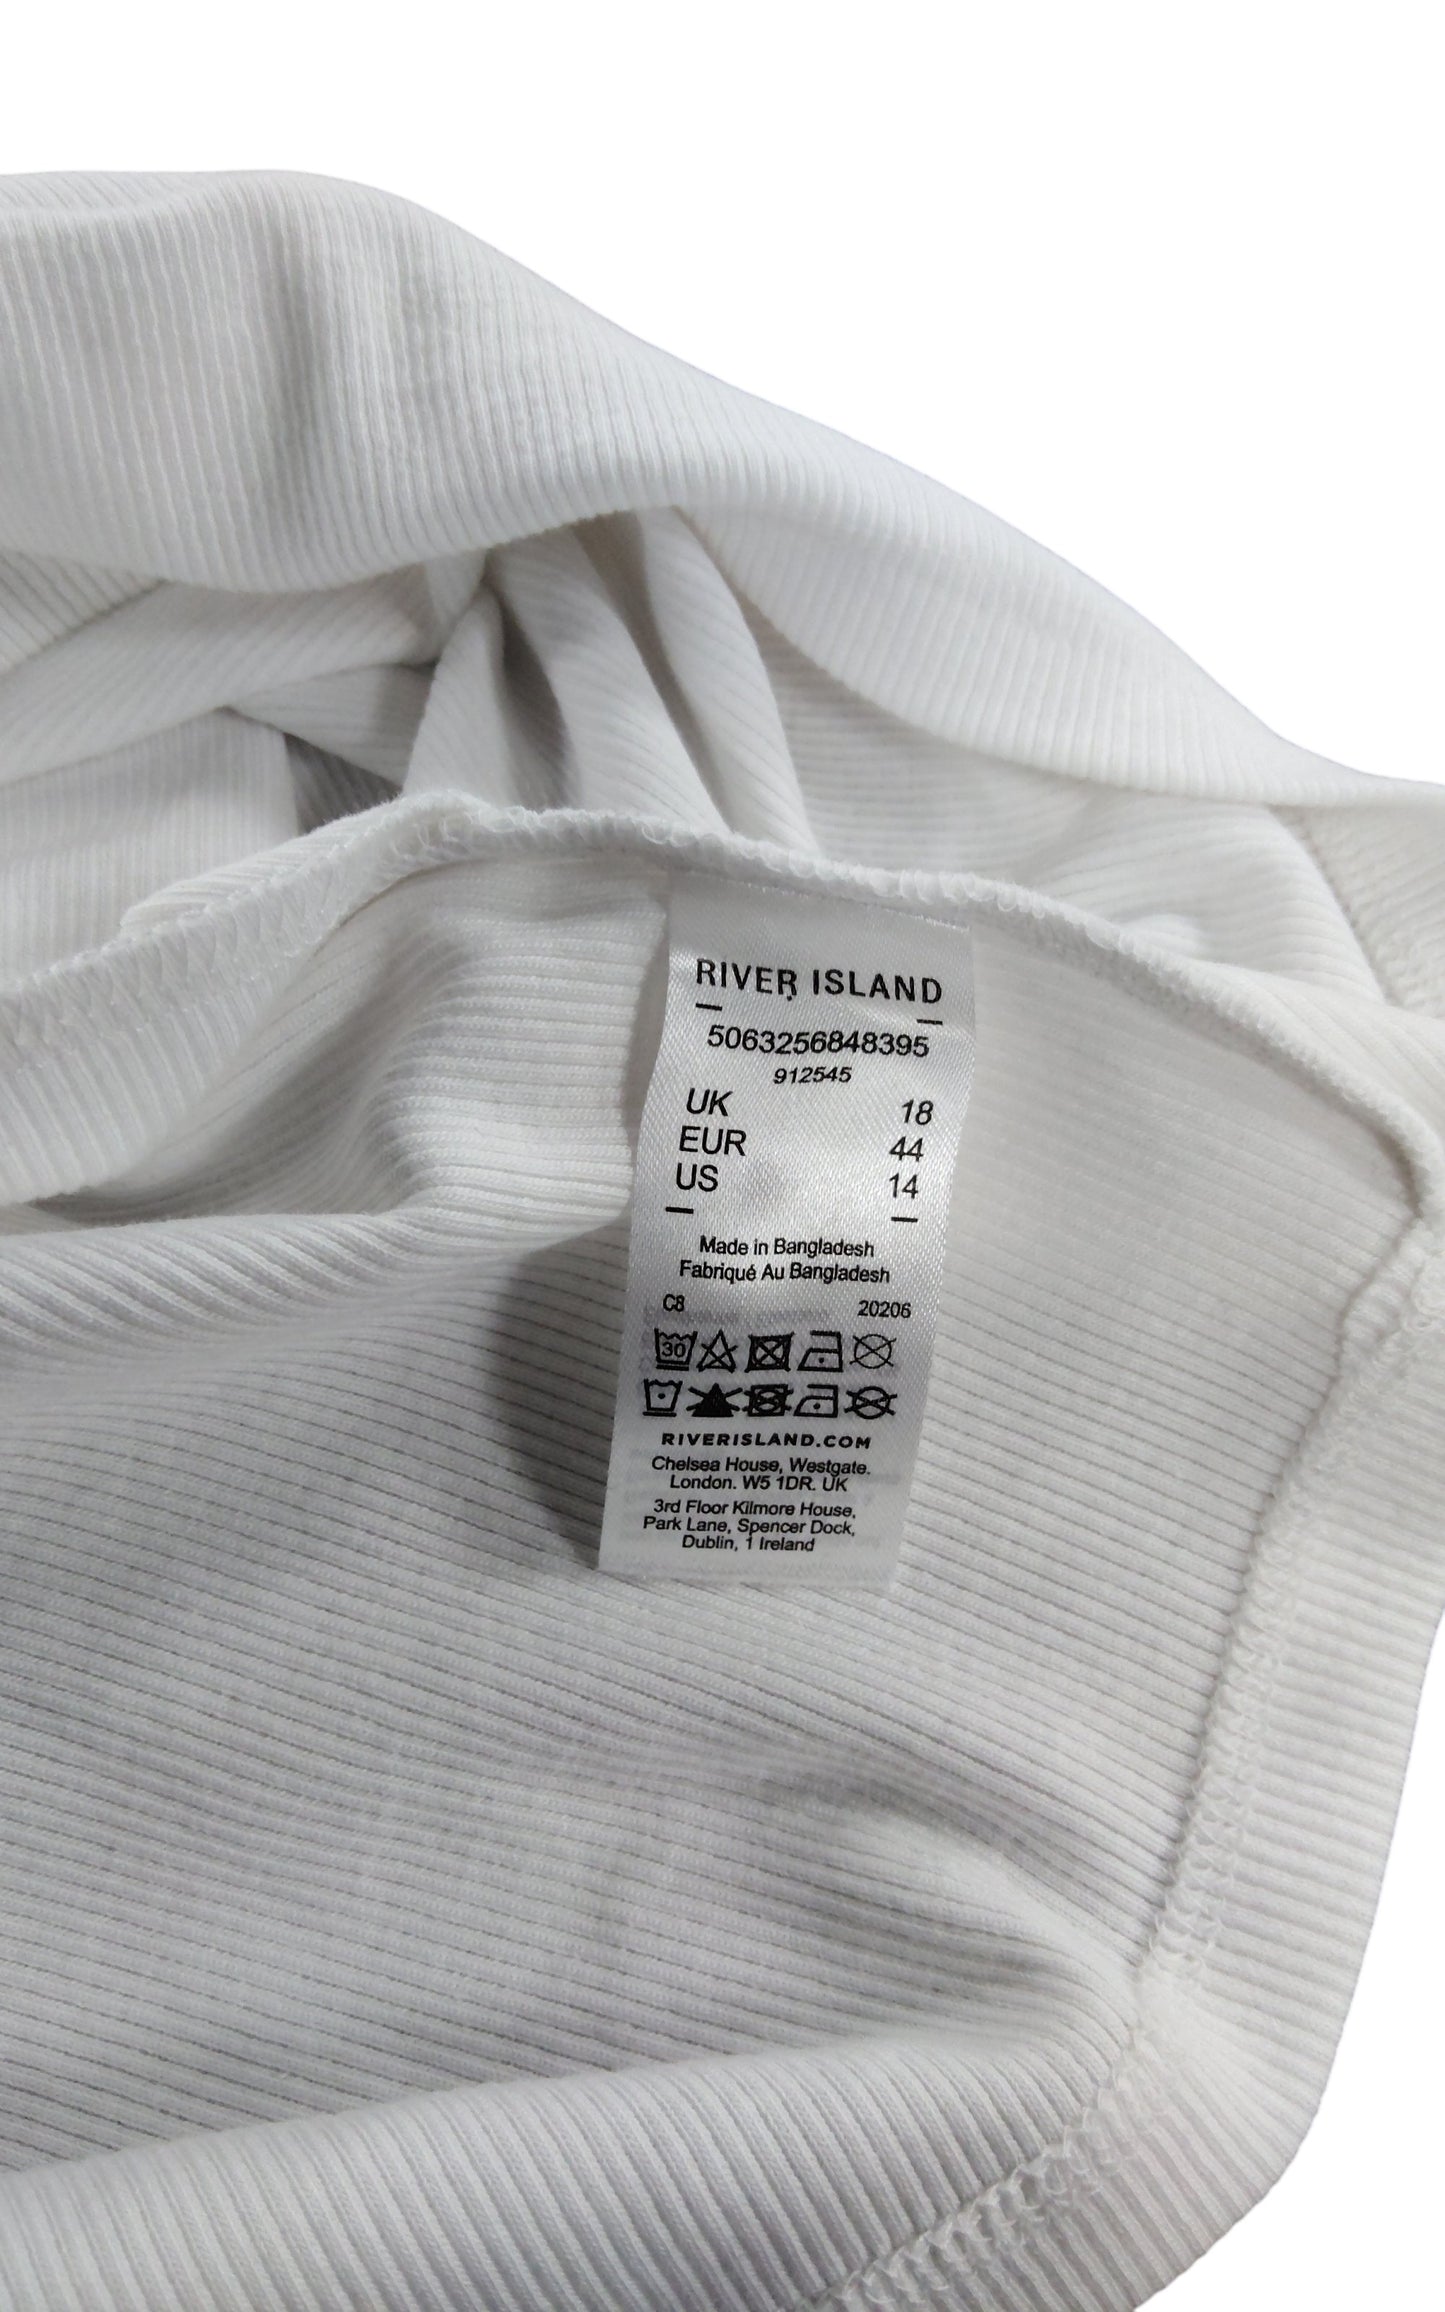 RIVER ISLAND
5063256848395
912545
UK 18
EUR 44
US 14
Made in Bangladesh
Fabriqué Au Bangladesh
C8 20206
30
RIVERISLAND.COM
Chelsea House, Westgate.
London. W5 1DR. UK
3rd Floor Kilmore House,
Park Lane, Spencer Dock,
Dublin, 1 Ireland